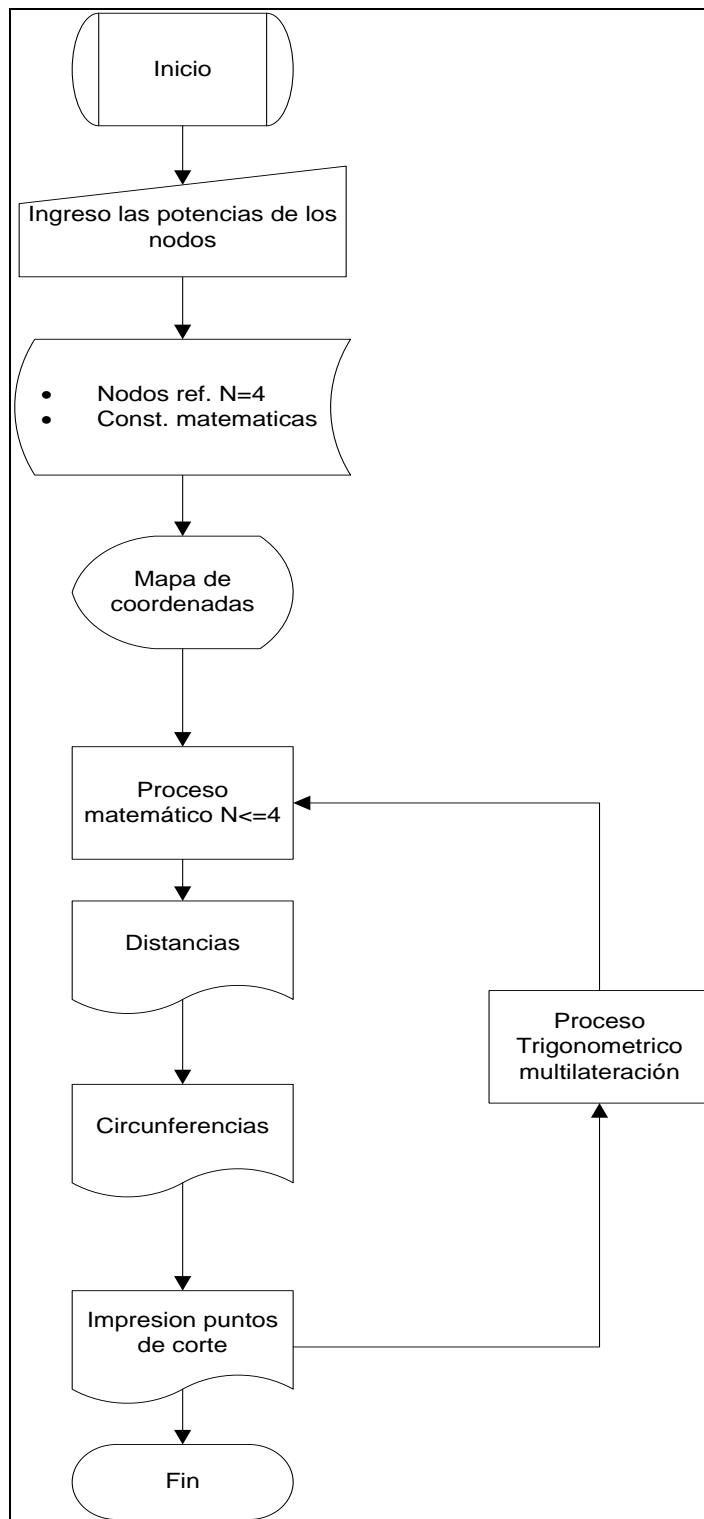 Inicio
Ingreso las potencias de los
nodos
• Nodos ref. N=4
• Const. matematicas
Mapa de
coordenadas
Proceso
matemático N<=4
Distancias
Circunferencias
Impresion puntos
de corte
Fin
Proceso
Trigonometrico
multilateración